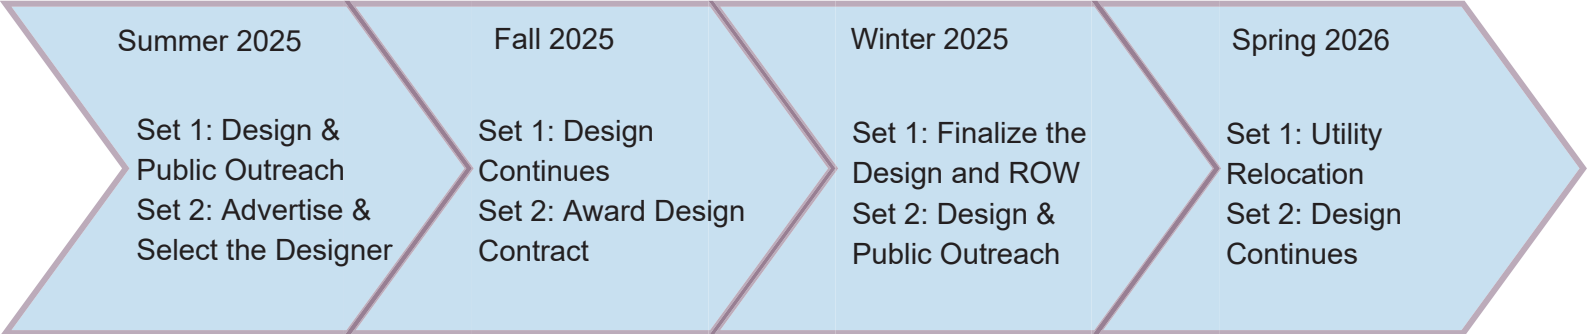 Summer 2025
Set 1: Design &
Public Outreach
Set 2: Advertise &
Select the Designer
Fall 2025
Set 1: Design
Continues
Set 2: Award Design
Contract
Winter 2025
Set 1: Finalize the
Design and ROW
Set 2: Design &
Public Outreach
Spring 2026
Set 1: Utility
Relocation
Set 2: Design
Continues